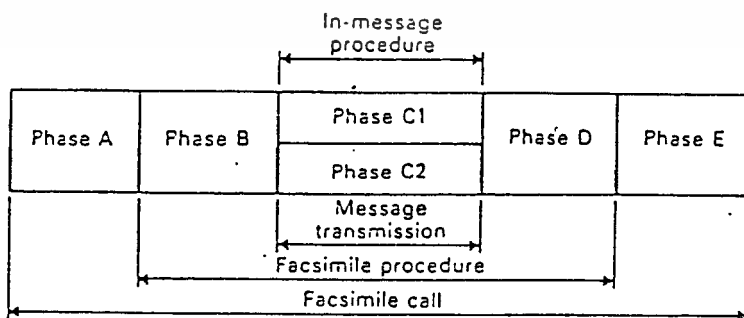 In-message
procedure
Phase A
Phase B
Phase C1
Phase C2
Phase D
Phase E
Message
transmission
Facsimile procedure
Facsimile call